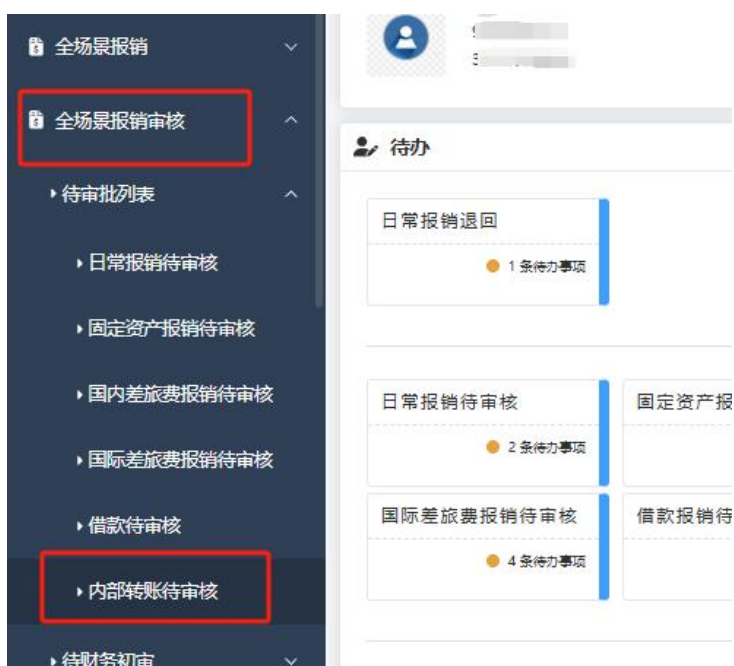 全场景报销
全场景报销审核
待审批列表
日常报销待审核
固定资产报销待审核
国内差旅费报销待审核
国际差旅费报销待审核
借款待审核
内部转账待审核
待财务初审
待办
日常报销退回
1 条待办事项
日常报销待审核
2 条待办事项
固定资产报
国际差旅费报销待审核
4 条待办事项
借款报销待